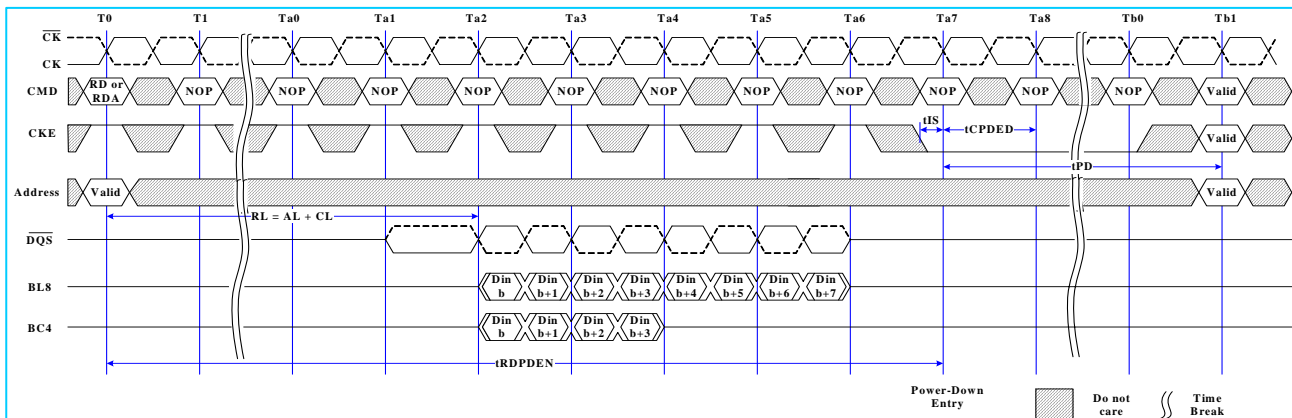 T0 T1 Ta0 Ta1 Ta2 Ta3 Ta4 Ta5 Ta6 Ta7 Ta8 Tb0 Tb1
CK
CK
CMD RD or RDA NOP NOP NOP NOP NOP NOP NOP NOP NOP NOP NOP Valid
CKE tIS tCPDED Valid
tPD
Address Valid Valid
RL = AL + CL
DQS
BL8 Din b Din b+1 Din b+2 Din b+3 Din b+4 Din b+5 Din b+6 Din b+7
BC4 Din b Din b+1 Din b+2 Din b+3
tRDPDEN
Power-Down Entry
Do not care
Time Break